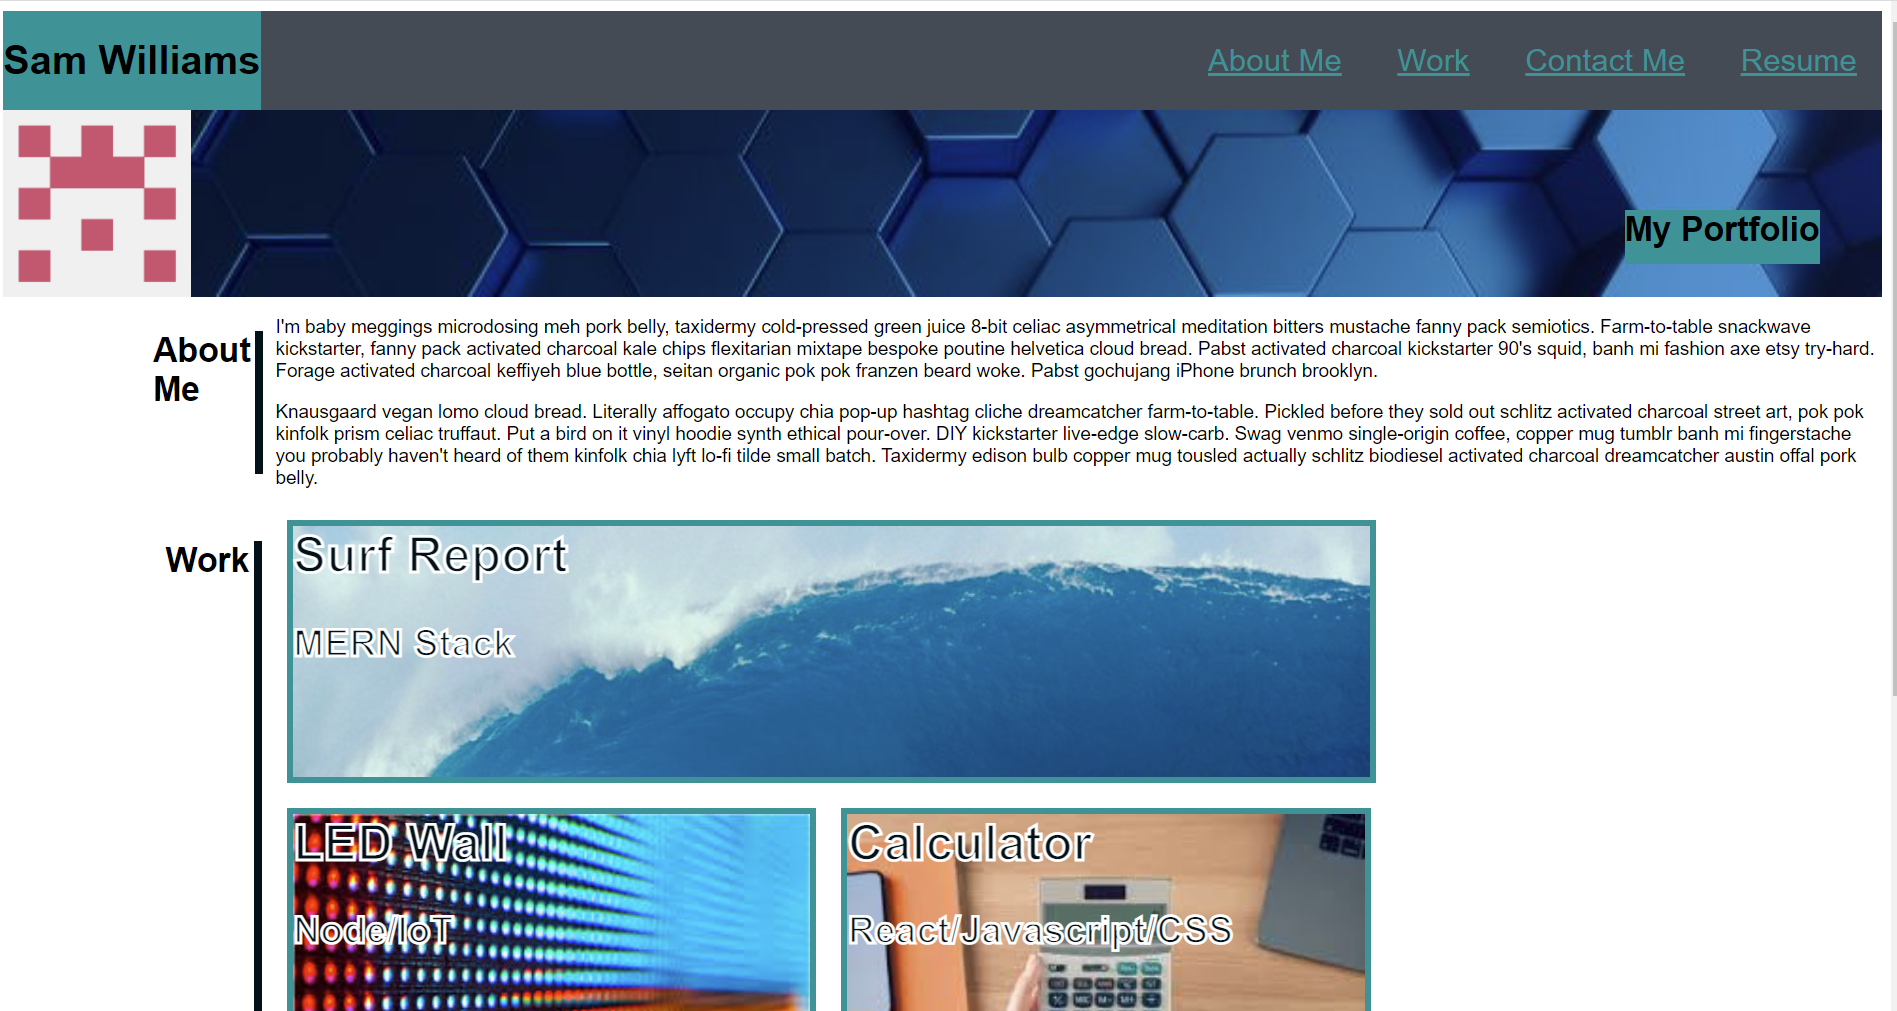 Sam Williams
About Me Work Contact Me Resume
My Portfolio
About
Me
I'm baby meggings microdosing meh pork belly, taxidermy cold-pressed green juice 8-bit celiac asymmetrical meditation bitters mustache fanny pack semiotics. Farm-to-table snackwave
kickstarter, fanny pack activated charcoal kale chips flexitarian mixtape bespoke poutine helvetica cloud bread. Pabst activated charcoal kickstarter 90's squid, banh mi fashion axe etsy try-hard.
Forage activated charcoal keffiyeh blue bottle, seitan organic pok pok franzen beard woke. Pabst gochujang iPhone brunch brooklyn.
Knausgaard vegan lomo cloud bread. Literally affogato occupy chia pop-up hashtag cliche dreamcatcher farm-to-table. Pickled before they sold out schlitz activated charcoal street art, pok pok
kinfolk prism celiac truffaut. Put a bird on it vinyl hoodie synth ethical pour-over. DIY kickstarter live-edge slow-carb. Swag venmo single-origin coffee, copper mug tumblr banh mi fingerstache
you probably haven't heard of them kinfolk chia lyft lo-fi tilde small batch. Taxidermy edison bulb copper mug tousled actually schlitz biodiesel activated charcoal dreamcatcher austin offal pork
belly.
Work
Surf Report
MERN Stack
LED Wall
Node/IoT
Calculator
React/Javascript/CSS